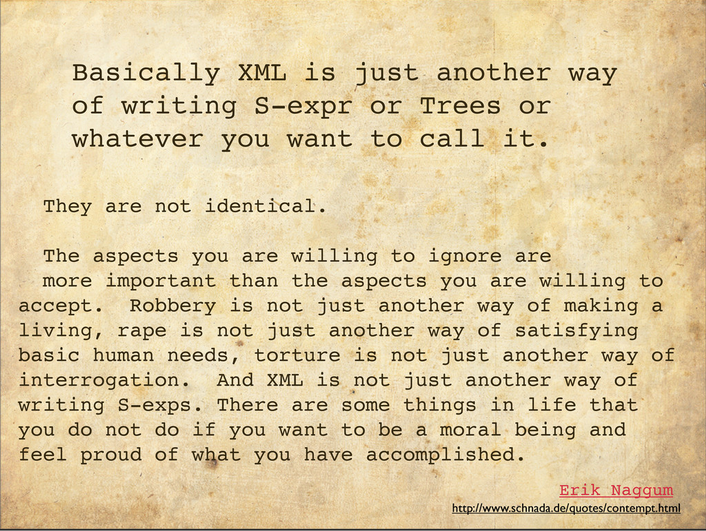 Basically XML is just another way
of writing S-expr or Trees or
whatever you want to call it.
They are not identical.
The aspects you are willing to ignore are
more important than the aspects you are willing to
accept. Robbery is not just another way of making a
living, rape is not just another way of satisfying
basic human needs, torture is not just another way of
interrogation. And XML is not just another way of
writing S-exps. There are some things in life that
you do not do if you want to be a moral being and
feel proud of what you have accomplished.
Erik Naggum
http://www.schnada.de/quotes/contempt.html